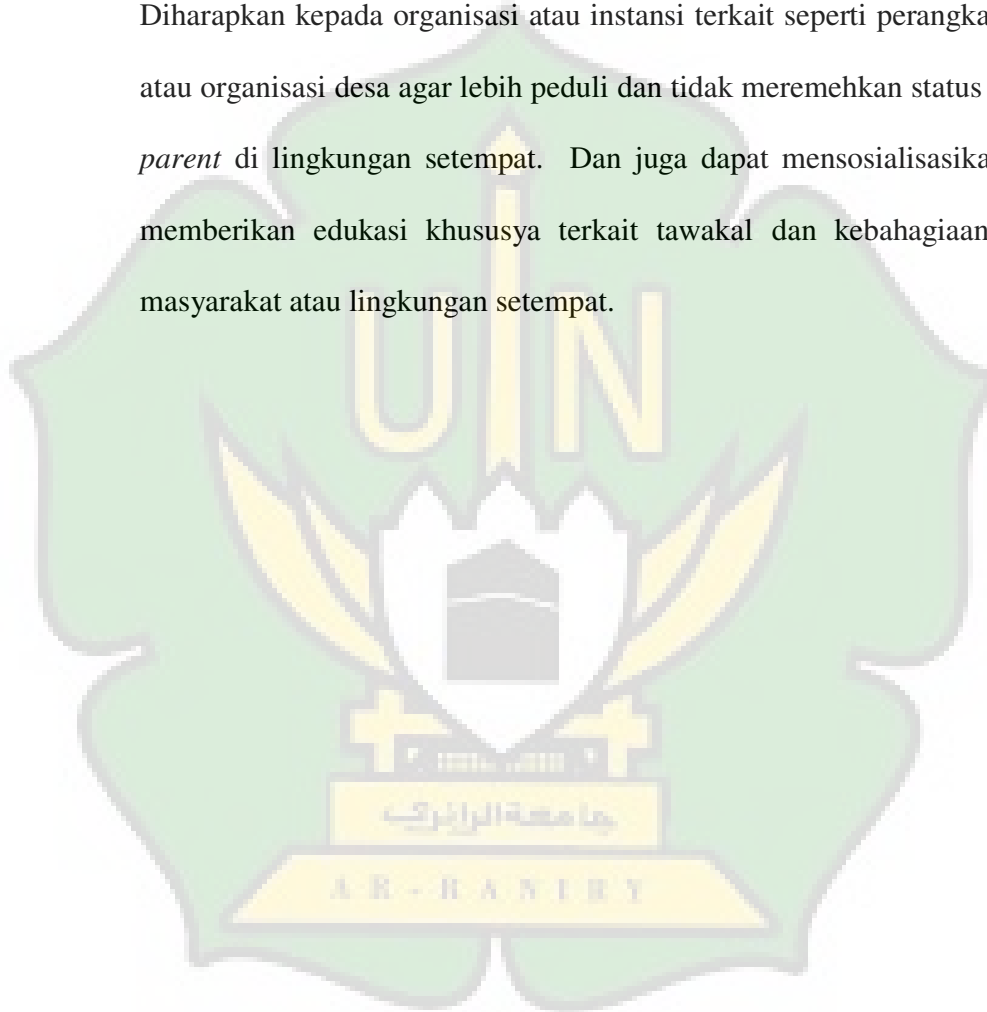 Diharapkan kepada organisasi atau instansi terkait seperti perangka
atau organisasi desa agar lebih peduli dan tidak meremehkan status
parent di lingkungan setempat. Dan juga dapat mensosialisasika
memberikan edukasi khususya terkait tawakal dan kebahagiaan
masyarakat atau lingkungan setempat.
UIN
جامعة الرانري
AR-RANIRY